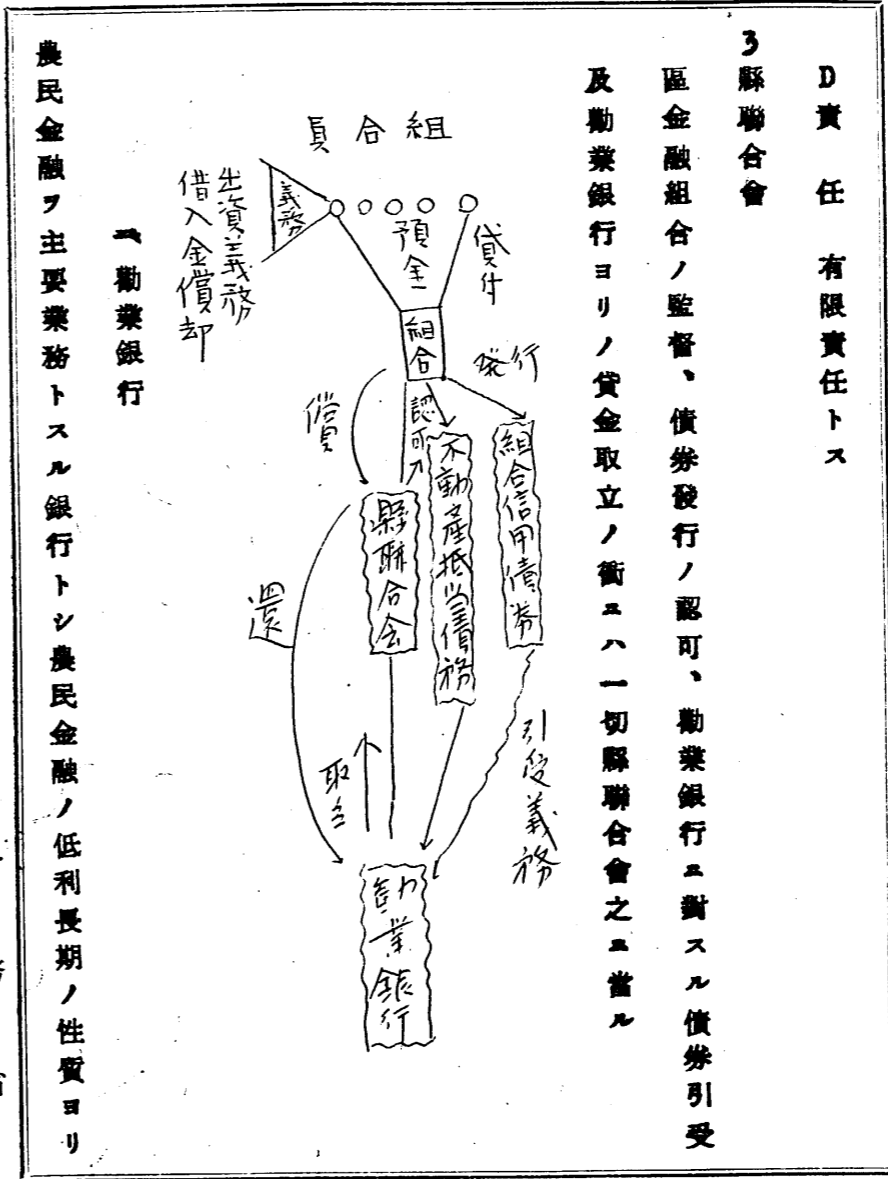 D責任 有限責任トス
3縣聯合會
區金融組合ノ監督、債券發行ノ認可、勸業銀行ニ對スル債券引受
及勸業銀行ヨリノ貸金取立ノ衝ニハ一切縣聯合會之ニ當ル
組合員
貸付
預金
義務
出資義務
借入金償却
組合
発行
認可
償
組合信用債券
不動産抵当債務
縣聯合会
還
引受義務
取立
勧業銀行
二、勸業銀行
農民金融ヲ主要業務トスル銀行トシ農民金融ノ低利長期ノ性質ヨリ